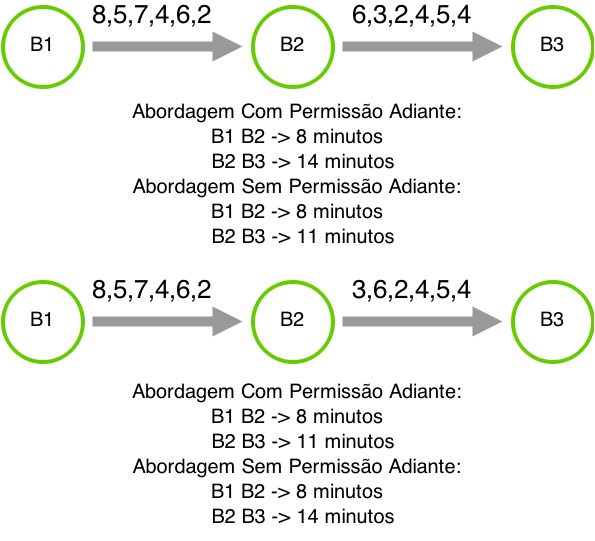 8,5,7,4,6,2 6,3,2,4,5,4
B1 B2 B3
Abordagem Com Permissão Adiante:
B1 B2 -> 8 minutos
B2 B3 -> 14 minutos
Abordagem Sem Permissão Adiante:
B1 B2 -> 8 minutos
B2 B3 -> 11 minutos
8,5,7,4,6,2 3,6,2,4,5,4
B1 B2 B3
Abordagem Com Permissão Adiante:
B1 B2 -> 8 minutos
B2 B3 -> 11 minutos
Abordagem Sem Permissão Adiante:
B1 B2 -> 8 minutos
B2 B3 -> 14 minutos